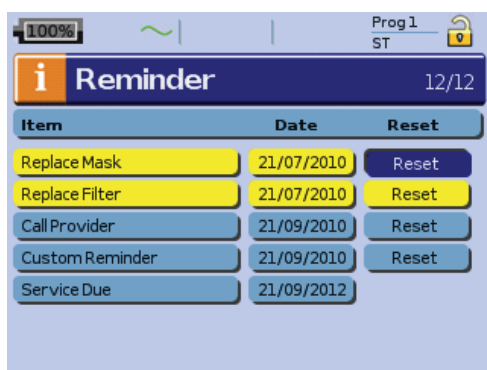 100%
Prog 1
ST
i Reminder 12/12
Item Date Reset
Replace Mask 21/07/2010 Reset
Replace Filter 21/07/2010 Reset
Call Provider 21/09/2010 Reset
Custom Reminder 21/09/2010 Reset
Service Due 21/09/2012